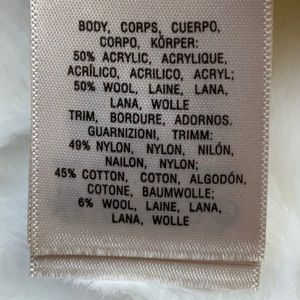 BODY, CORPS, CUERPO,
CORPO, KÖRPER:
50% ACRYLIC, ACRYLIQUE,
ACRÍLICO, ACRILICO, ACRYL;
50% WOOL, LAINE, LANA,
LANA, WOLLE
TRIM, BORDURE, ADORNOS.
GUARNIZIONI, TRIMM:
49% NYLON, NYLON, NILÓN,
NAILON, NYLON;
45% COTTON, COTON, ALGODÓN,
COTONE, BAUMWOLLE;
6% WOOL, LAINE, LANA,
LANA, WOLLE